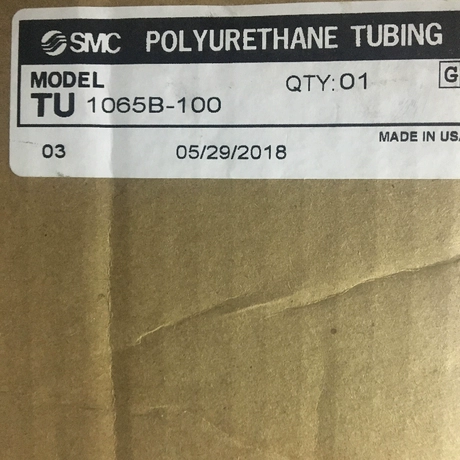 SMC POLYURETHANE TUBING
MODEL
TU 1065B-100
QTY: 01
G
MADE IN USA
03
05/29/2018